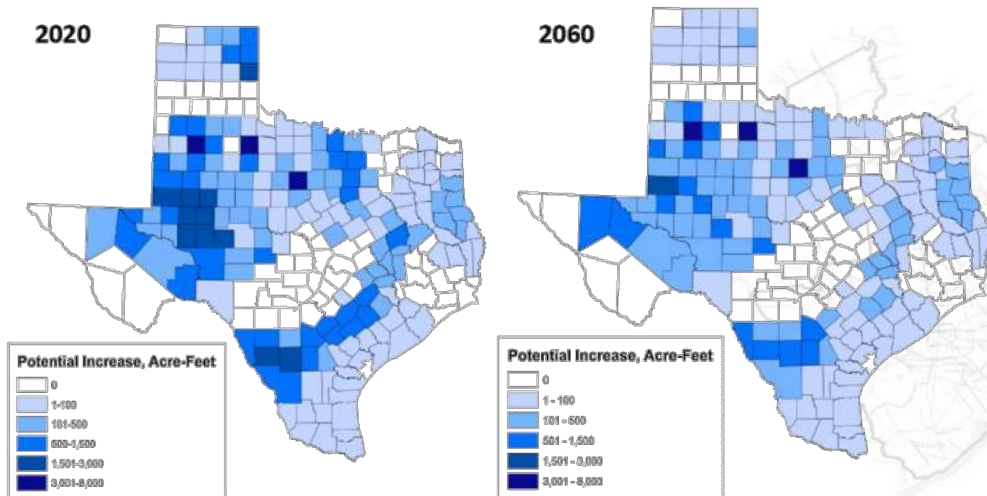 2020
2060
Potential Increase, Acre-Feet
0
1-100
101-500
500-1,500
1,501-3,000
3,001-8,000
Potential Increase, Acre-Feet
0
1 - 100
101 - 500
501 - 1,500
1,501 - 3,000
3,001 - 8,000